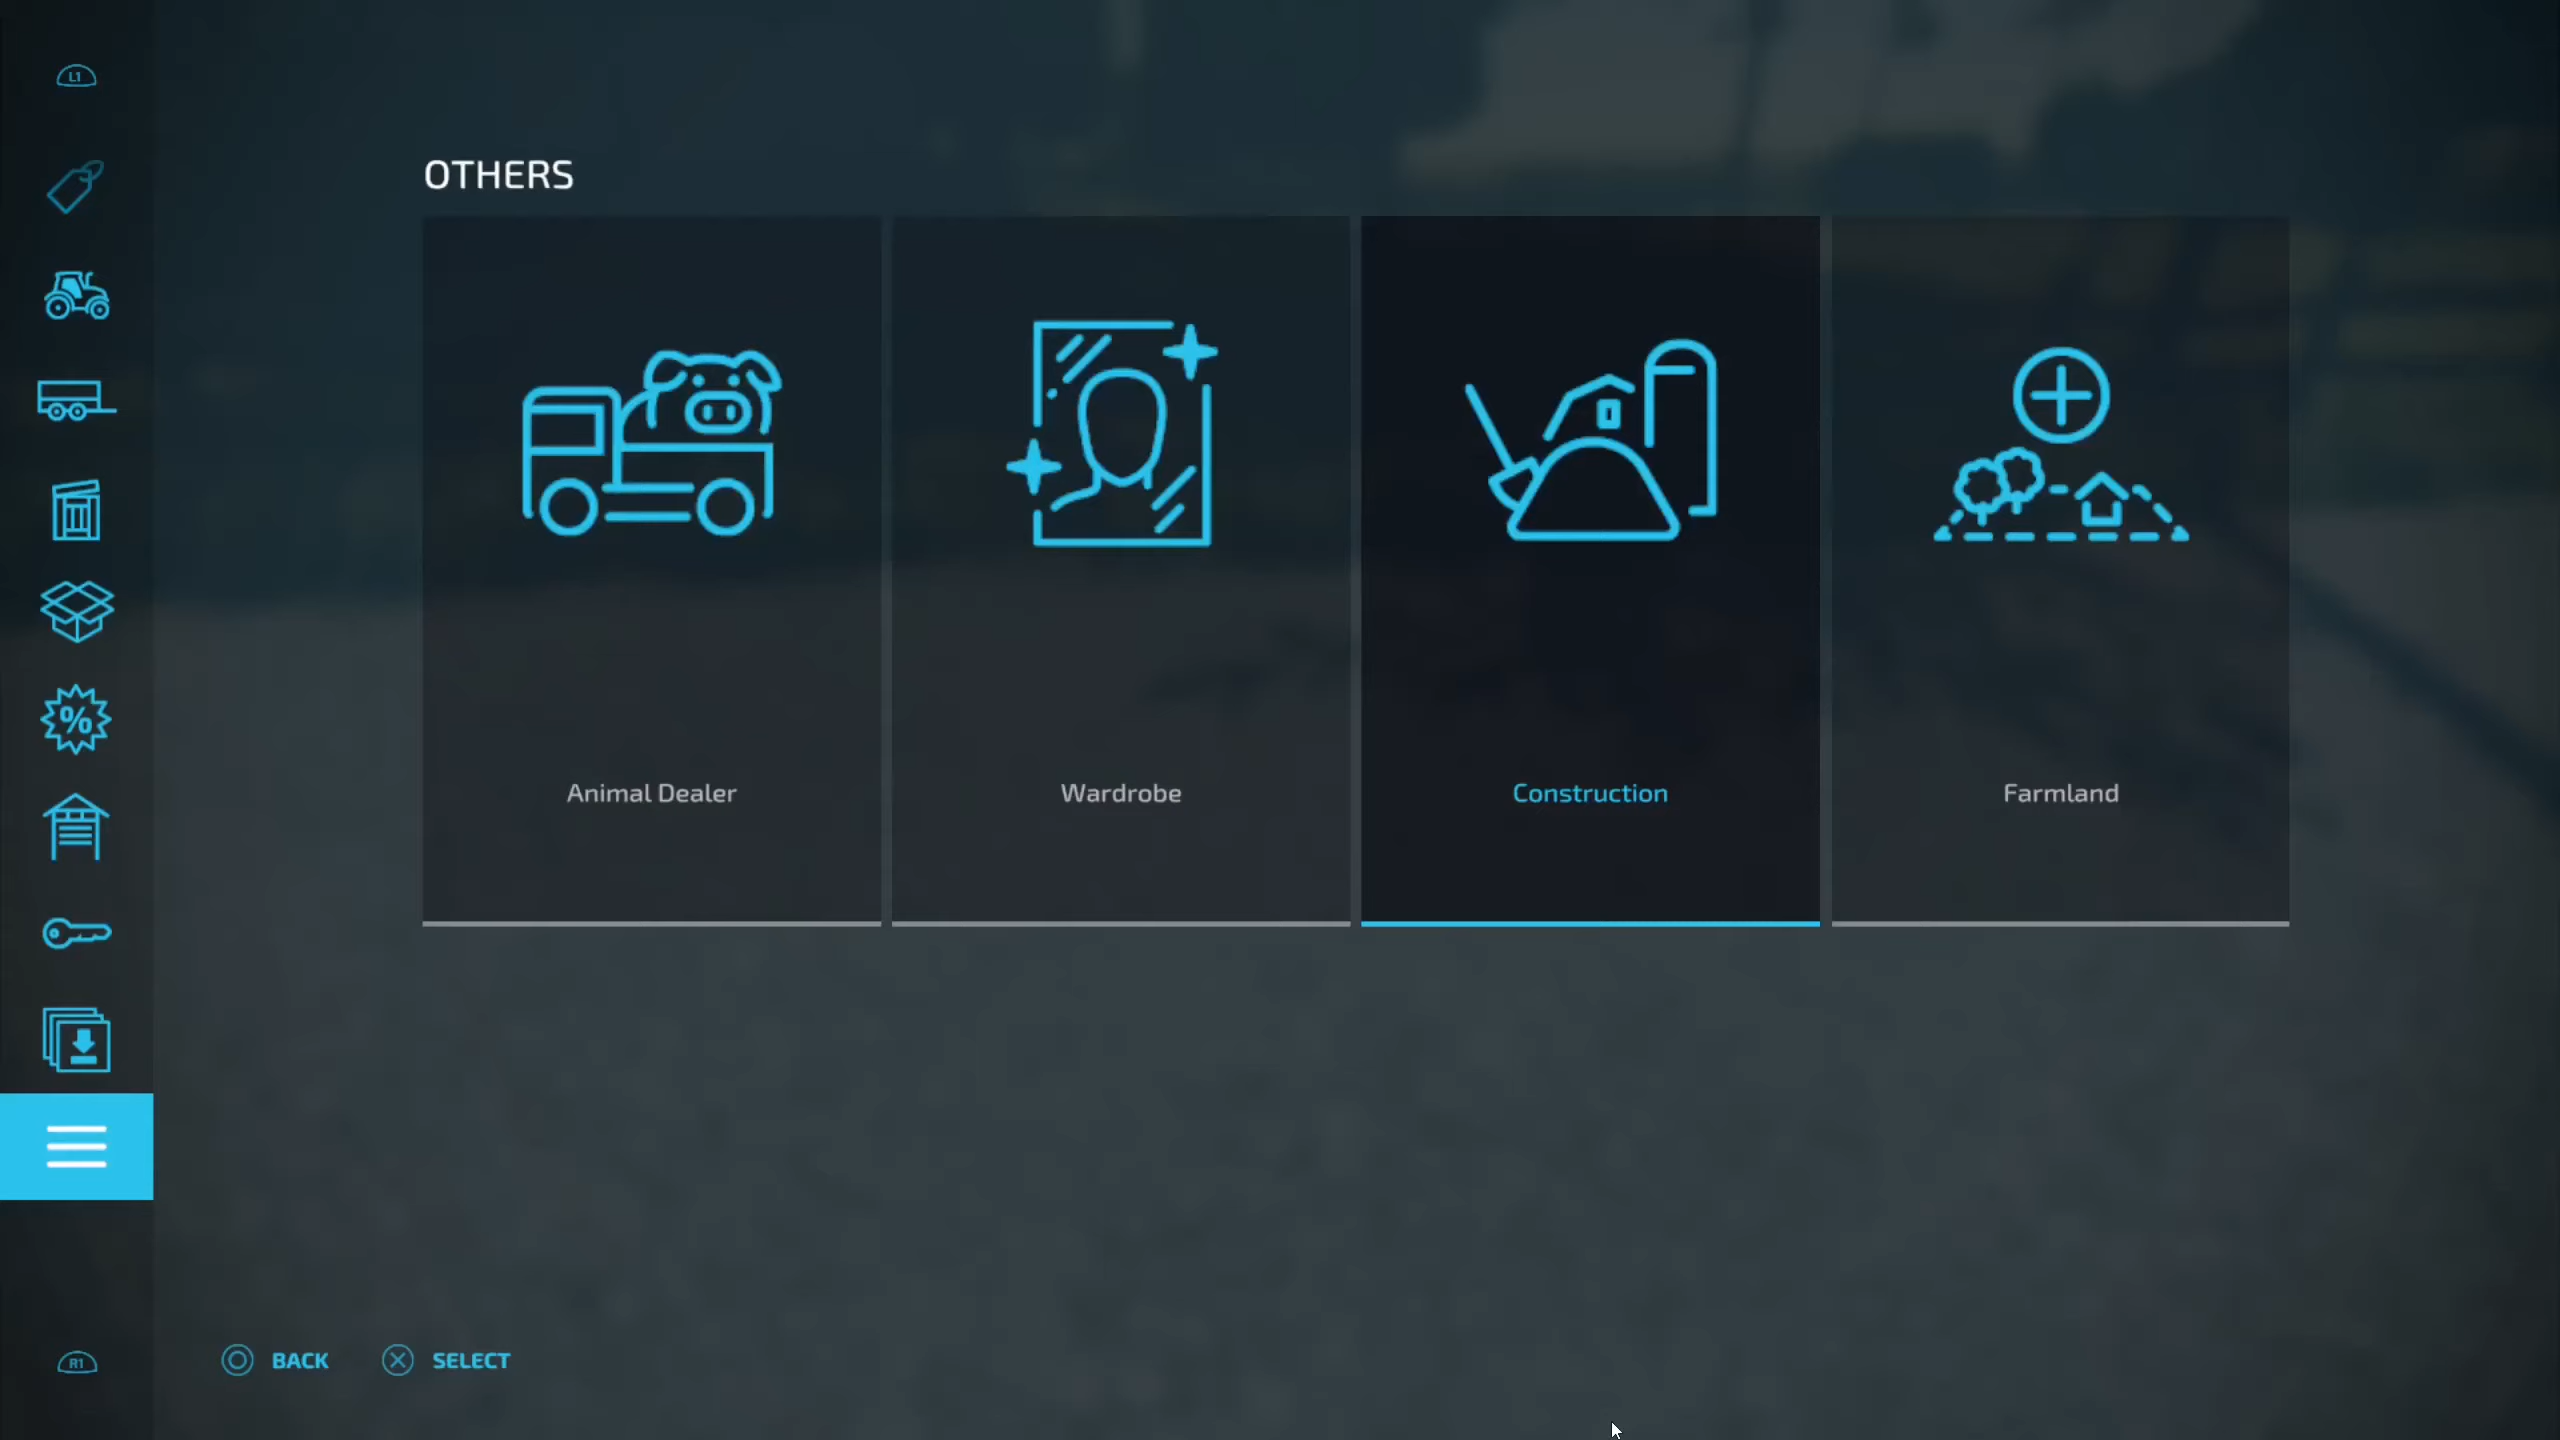 L1
OTHERS
Animal Dealer
Wardrobe
Construction
Farmland
%
R1
BACK
SELECT